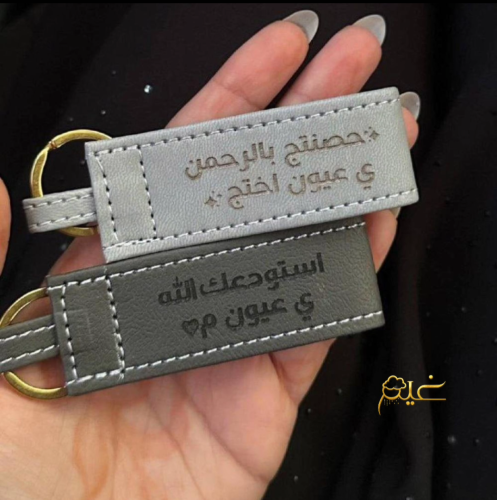 حصنتج بالرحمن
ي عيون اختج
استودعك الله
ي عيون م♡
غيم